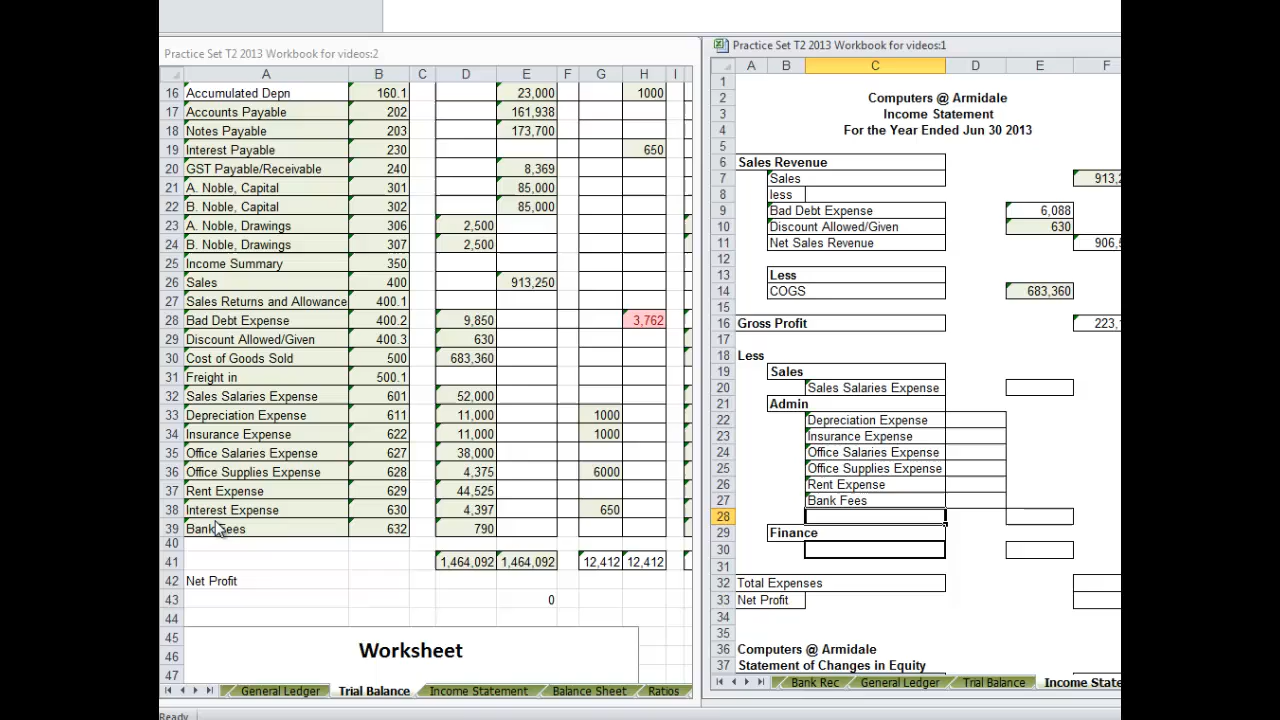 Practice Set T2 2013 Workbook for videos:2
A B C D E F G H I
16 Accumulated Depn 160.1 23,000 1000
17 Accounts Payable 202 161,938
18 Notes Payable 203 173,700
19 Interest Payable 230 650
20 GST Payable/Receivable 240 8,369
21 A. Noble, Capital 301 85,000
22 B. Noble, Capital 302 85,000
23 A. Noble, Drawings 306 2,500
24 B. Noble, Drawings 307 2,500
25 Income Summary 350
26 Sales 400 913,250
27 Sales Returns and Allowance 400.1
28 Bad Debt Expense 400.2 9,850 3,762
29 Discount Allowed/Given 400.3 630
30 Cost of Goods Sold 500 683,360
31 Freight in 500.1
32 Sales Salaries Expense 601 52,000
33 Depreciation Expense 611 11,000 1000
34 Insurance Expense 622 11,000 1000
35 Office Salaries Expense 627 38,000
36 Office Supplies Expense 628 4,375 6000
37 Rent Expense 629 44,525
38 Interest Expense 630 4,397 650
39 Bank Fees 632 790
40
41 1,464,092 1,464,092 12,412 12,412
42 Net Profit
43 0
44
45
46 Worksheet
47
General Ledger Trial Balance Income Statement Balance Sheet Ratios
Ready
Practice Set T2 2013 Workbook for videos:1
A B C D E F
1
2 Computers @ Armidale
3 Income Statement
4 For the Year Ended Jun 30 2013
5
6 Sales Revenue
7 Sales 913,2
8 less
9 Bad Debt Expense 6,088
10 Discount Allowed/Given 630
11 Net Sales Revenue 906,5
12
13 Less
14 COGS 683,360
15
16 Gross Profit 223,1
17
18 Less
19 Sales
20 Sales Salaries Expense
21 Admin
22 Depreciation Expense
23 Insurance Expense
24 Office Salaries Expense
25 Office Supplies Expense
26 Rent Expense
27 Bank Fees
28
29 Finance
30
31
32 Total Expenses
33 Net Profit
34
35
36 Computers @ Armidale
37 Statement of Changes in Equity
Bank Rec General Ledger Trial Balance Income State